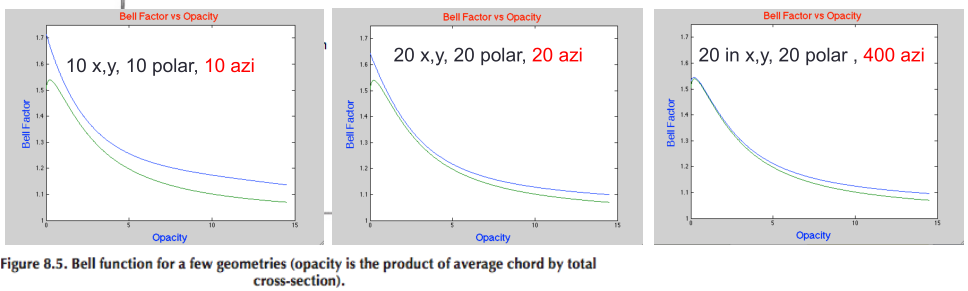 Bell Factor vs Opacity
10 x,y, 10 polar, 10 azi
1.7
1.6
1.5
1.4
1.3
1.2
1.1
1
0
5
10
15
Bell Factor
Opacity
n
Bell Factor vs Opacity
20 x,y, 20 polar, 20 azi
1.7
1.6
1.5
1.4
1.3
1.2
1.1
1
0
5
10
15
Bell Factor
Opacity
Bell Factor vs Opacity
20 in x,y, 20 polar , 400 azi
1.7
1.6
1.5
1.4
1.3
1.2
1.1
1
0
5
10
15
Bell Factor
Opacity
Figure 8.5. Bell function for a few geometries (opacity is the product of average chord by total
cross-section).